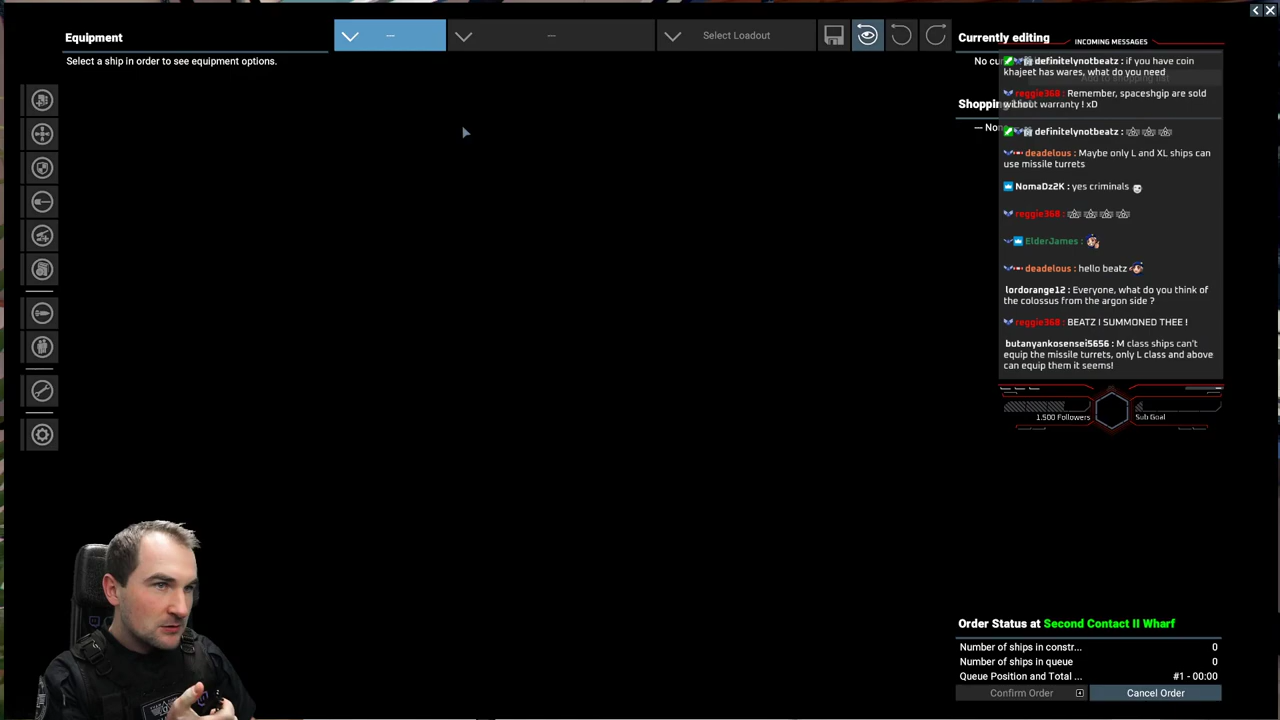 Equipment
Select a ship in order to see equipment options.
---
---
Select Loadout
Currently editing
No cu
Shopping
— Non
INCOMING MESSAGES
definitelynotbeatz : if you have coin
khajeet has wares, what do you need
reggie368 : Remember, spaceshgip are sold
without warranty ! xD
definitelynotbeatz :
deadelous : Maybe only L and XL ships can
use missile turrets
NomaDz2K : yes criminals
reggie368 :
ElderJames :
deadelous : hello beatz
lordorange12 : Everyone, what do you think of
the colossus from the argon side ?
reggie368 : BEATZ I SUMMONED THEE !
butanyankosensei5656 : M class ships can't
equip the missile turrets, only L class and above
can equip them it seems!
1,500 Followers
Sub Goal
Order Status at Second Contact II Wharf
Number of ships in constr... 0
Number of ships in queue 0
Queue Position and Total ... #1 - 00:00
Confirm Order
Cancel Order